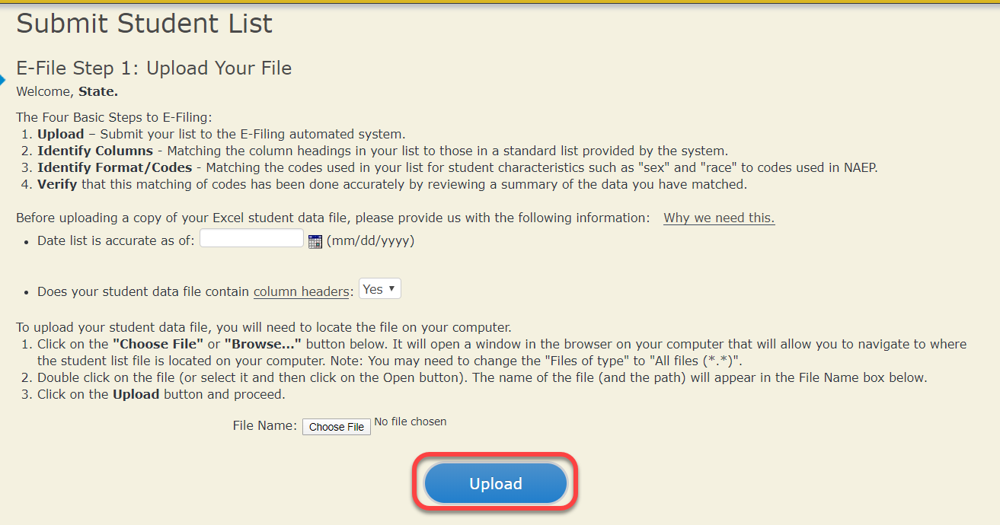 Submit Student List
E-File Step 1: Upload Your File
Welcome, State.
The Four Basic Steps to E-Filing:
1. Upload – Submit your list to the E-Filing automated system.
2. Identify Columns - Matching the column headings in your list to those in a standard list provided by the system.
3. Identify Format/Codes - Matching the codes used in your list for student characteristics such as "sex" and "race" to codes used in NAEP.
4. Verify that this matching of codes has been done accurately by reviewing a summary of the data you have matched.
Before uploading a copy of your Excel student data file, please provide us with the following information: Why we need this.
• Date list is accurate as of: (mm/dd/yyyy)
• Does your student data file contain column headers: Yes ▼
To upload your student data file, you will need to locate the file on your computer.
1. Click on the "Choose File" or "Browse..." button below. It will open a window in the browser on your computer that will allow you to navigate to where
the student list file is located on your computer. Note: You may need to change the "Files of type" to "All files (*.*)".
2. Double click on the file (or select it and then click on the Open button). The name of the file (and the path) will appear in the File Name box below.
3. Click on the Upload button and proceed.
File Name: Choose File No file chosen
Upload